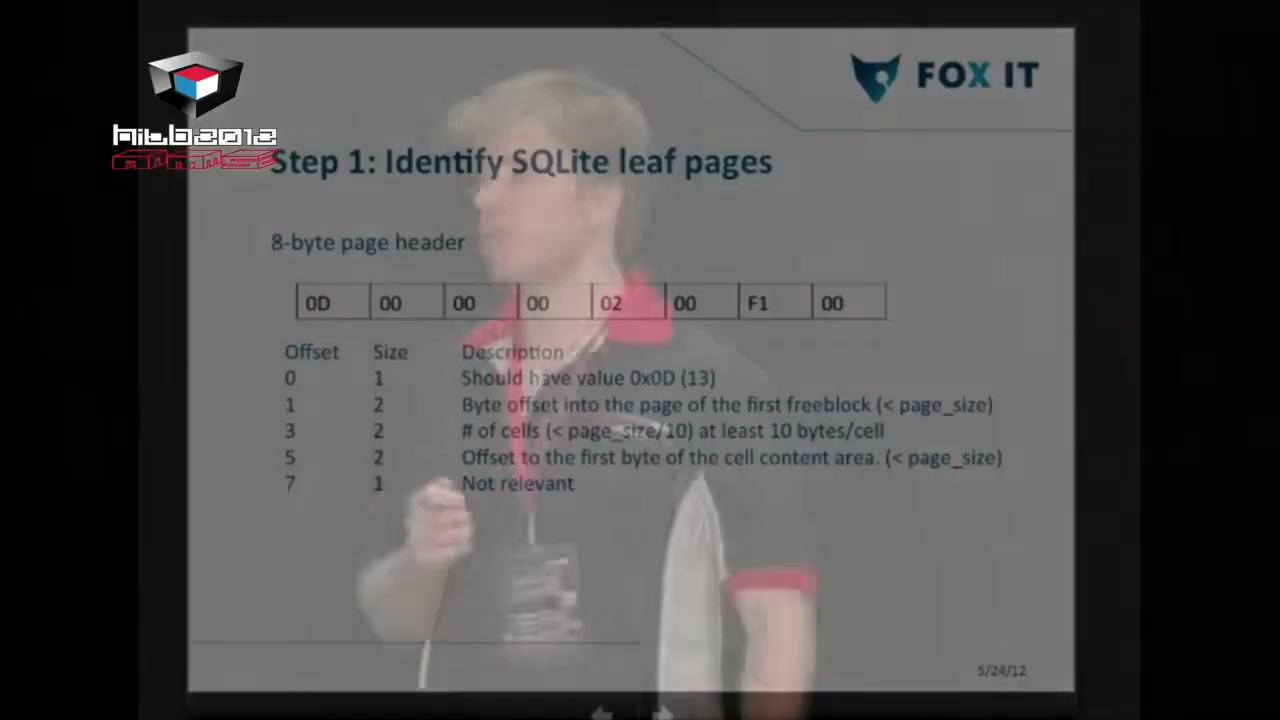 FOX IT
hitb2012
Step 1: Identify SQLite leaf pages
8-byte page header
0D 00 00 00 02 00 F1 00
Offset Size Description
0 1 Should have value 0x0D (13)
1 2 Byte offset into the page of the first freeblock (< page_size)
3 2 # of cells (< page_size/10) at least 10 bytes/cell
5 2 Offset to the first byte of the cell content area. (< page_size)
7 1 Not relevant
5/24/12